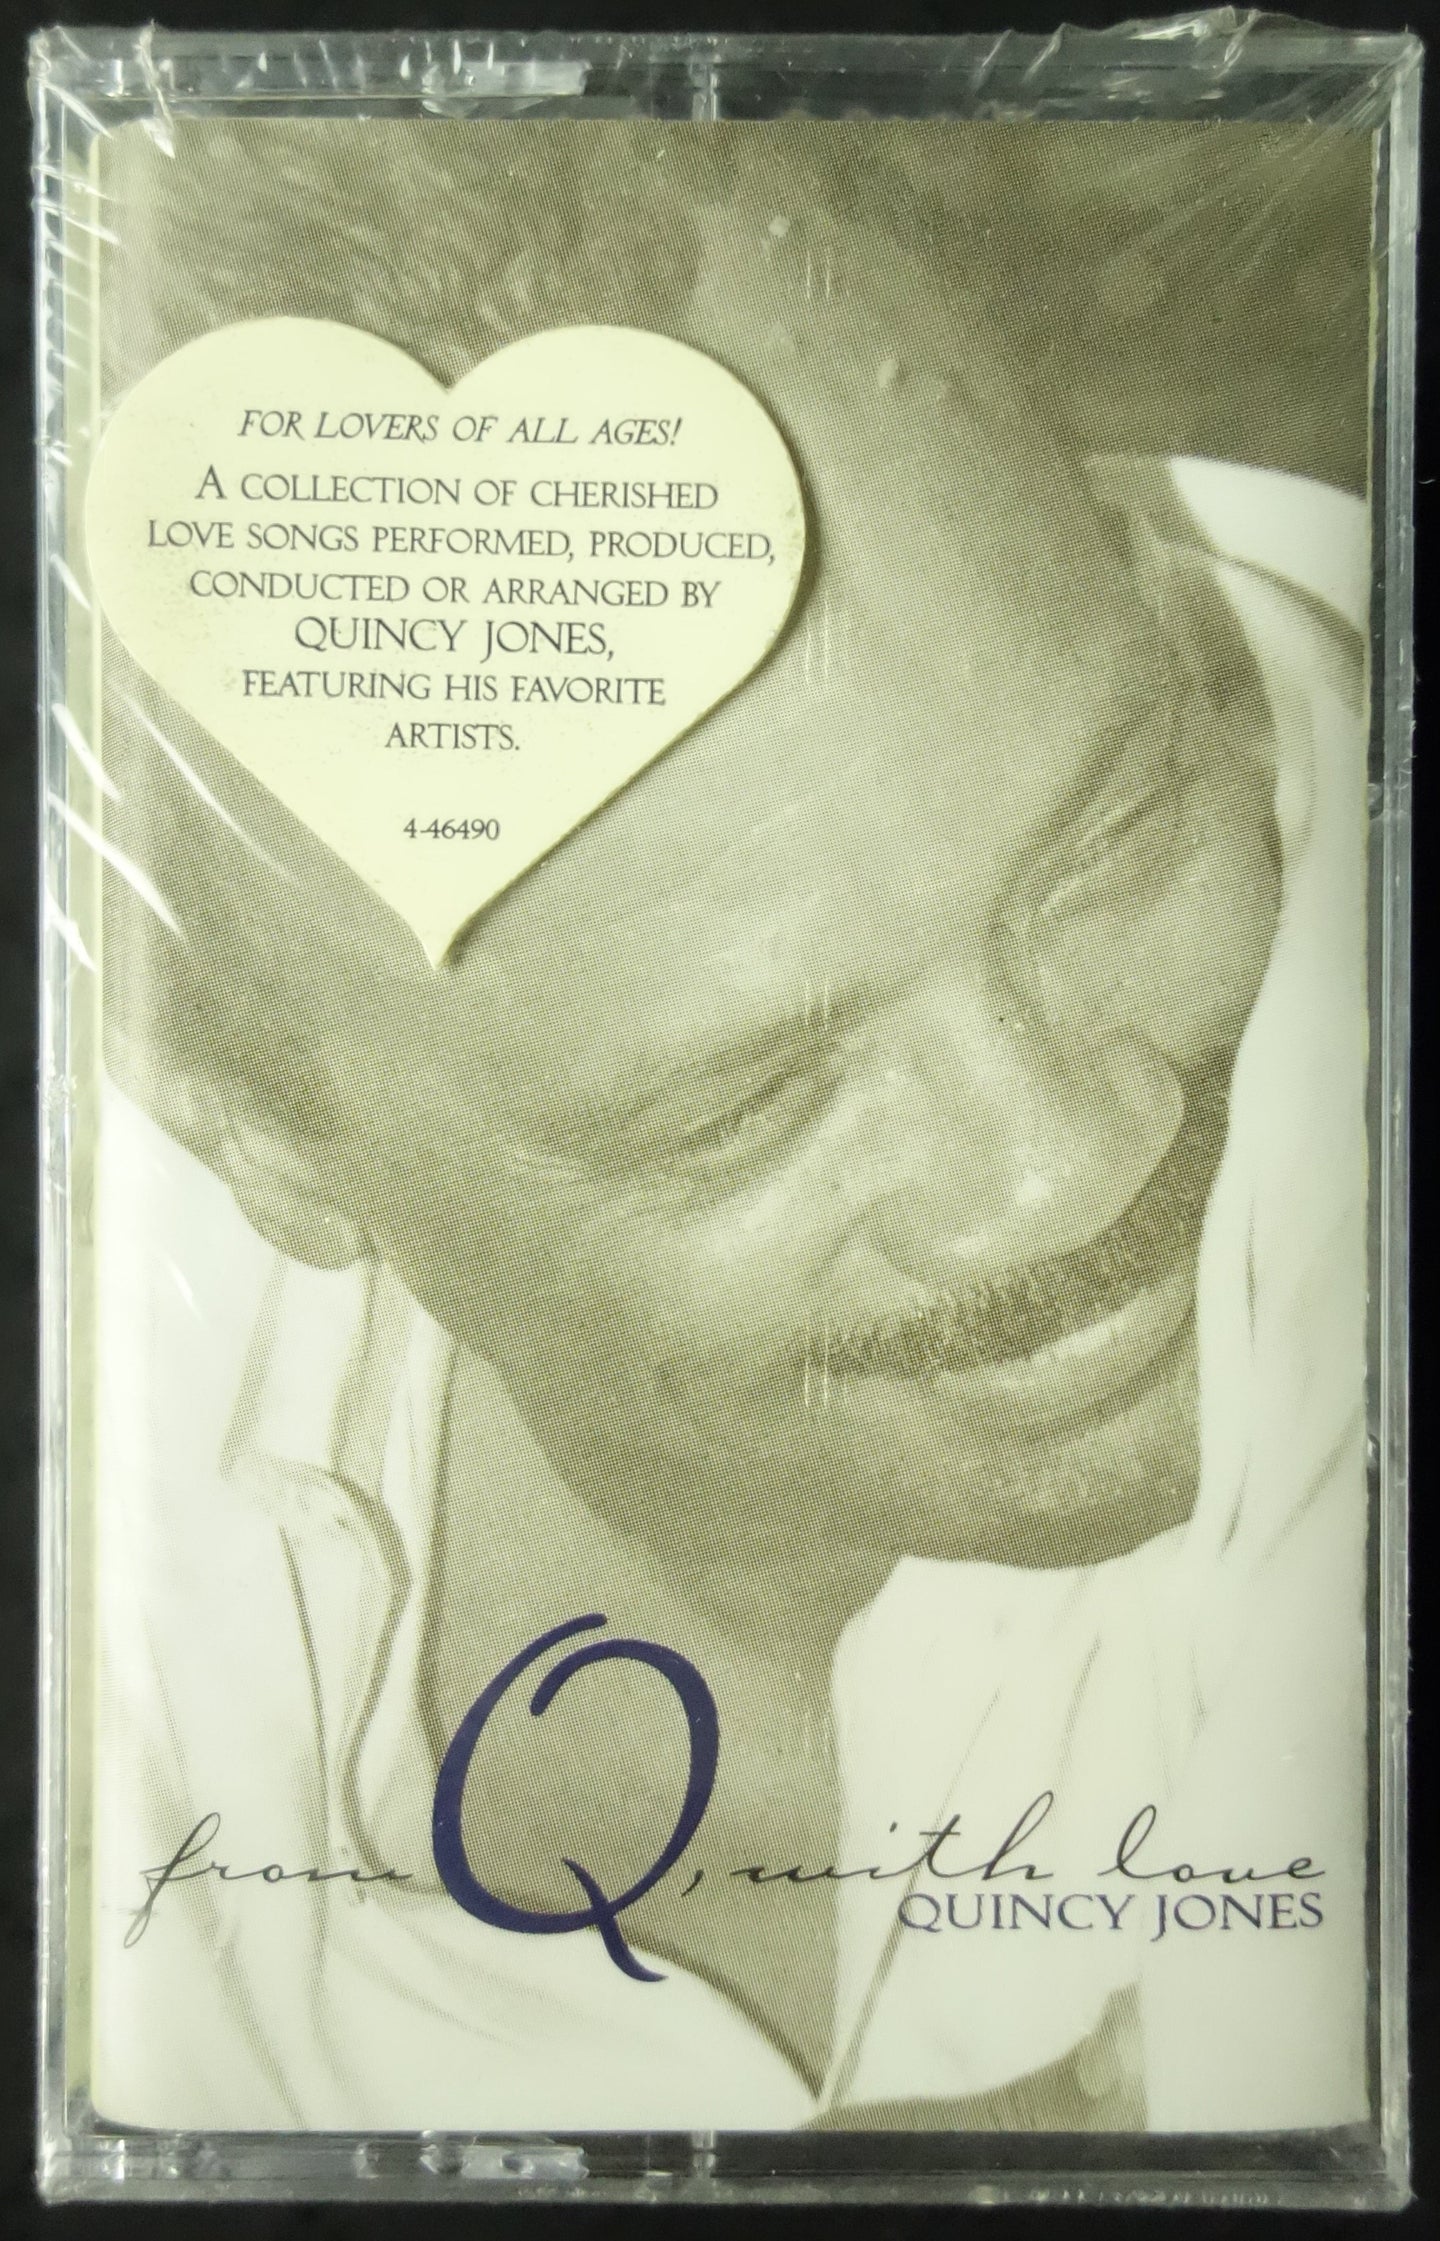 FOR LOVERS OF ALL AGES!
A COLLECTION OF CHERISHED
LOVE SONGS PERFORMED, PRODUCED,
CONDUCTED OR ARRANGED BY
QUINCY JONES,
FEATURING HIS FAVORITE
ARTISTS.
4-46490
from Q, with love
QUINCY JONES